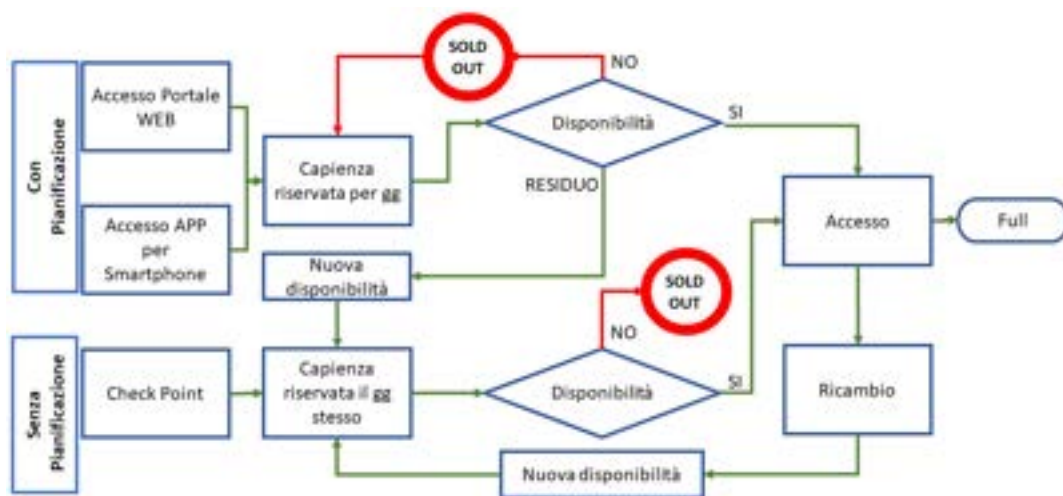 SOLD
OUT
NO
Con
Pianificazione
Accesso Portale
WEB
Disponibilità
SI
Capienza
riservata per gg
RESIDUO
Accesso APP
per
Smartphone
Accesso
Full
Nuova
disponibilità
SOLD
OUT
NO
Senza
Pianificazione
Check Point
Capienza
riservata il gg
stesso
Disponibilità
SI
Ricambio
Nuova disponibilità